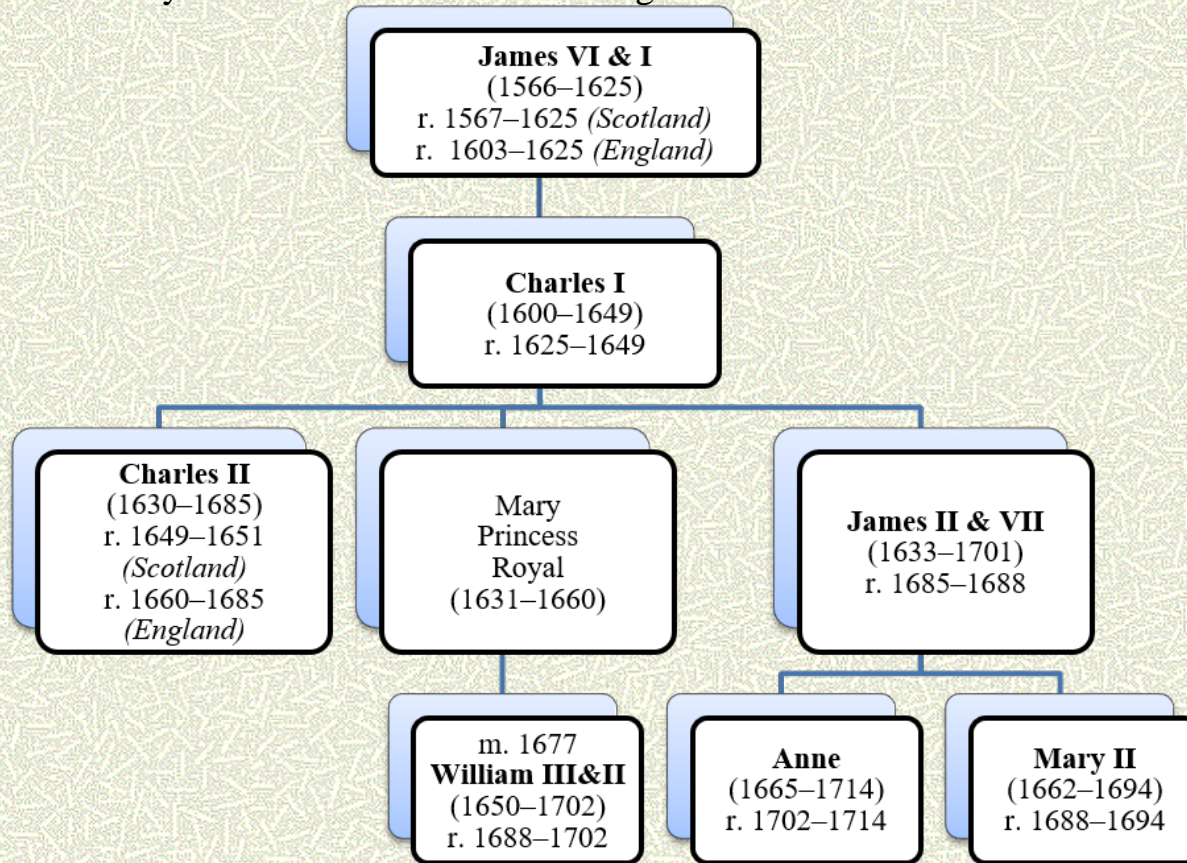 James VI & I
(1566–1625)
r. 1567–1625 (Scotland)
r. 1603–1625 (England)
Charles I
(1600–1649)
r. 1625–1649
Charles II
(1630–1685)
r. 1649–1651
(Scotland)
r. 1660–1685
(England)
Mary
Princess
Royal
(1631–1660)
James II & VII
(1633–1701)
r. 1685–1688
m. 1677
William III&II
(1650–1702)
r. 1688–1702
Anne
(1665–1714)
r. 1702–1714
Mary II
(1662–1694)
r. 1688–1694